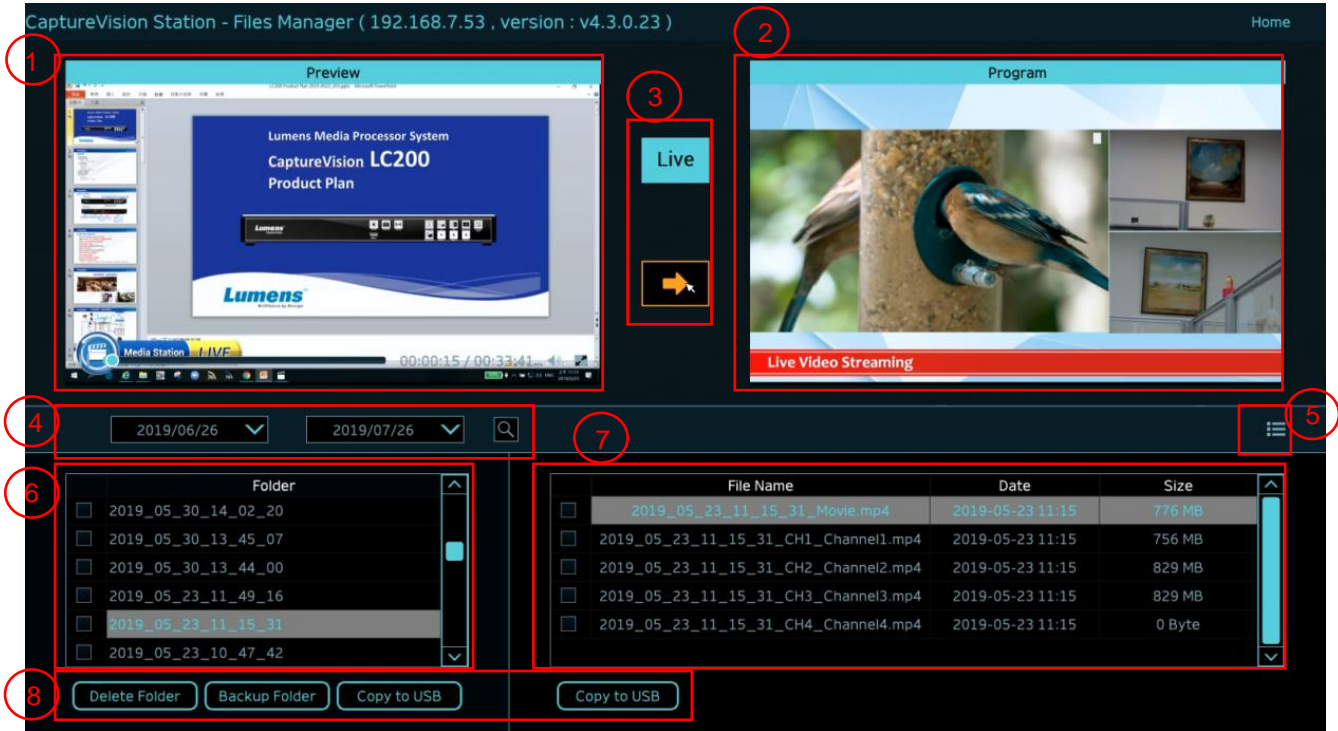 CaptureVision Station - Files Manager ( 192.168.7.53 , version : v4.3.0.23 )
Home
1
Preview
2
Program
3
Lumens Media Processor System
CaptureVision LC200
Product Plan
Lumens
Lumens
Live
Media Station
LIVE
00:00:15 / 00:33:41
Live Video Streaming
4
2019/06/26
2019/07/26
5
6
Folder
2019_05_30_14_02_20
2019_05_30_13_45_07
2019_05_30_13_44_00
2019_05_23_11_49_16
2019_05_23_11_15_31
2019_05_23_10_47_42
7
File Name Date Size
2019_05_23_11_15_31_Movie.mp4 2019-05-23 11:15 776 MB
2019_05_23_11_15_31_CH1_Channel1.mp4 2019-05-23 11:15 756 MB
2019_05_23_11_15_31_CH2_Channel2.mp4 2019-05-23 11:15 829 MB
2019_05_23_11_15_31_CH3_Channel3.mp4 2019-05-23 11:15 829 MB
2019_05_23_11_15_31_CH4_Channel4.mp4 2019-05-23 11:15 0 Byte
8
Delete Folder Backup Folder Copy to USB
Copy to USB